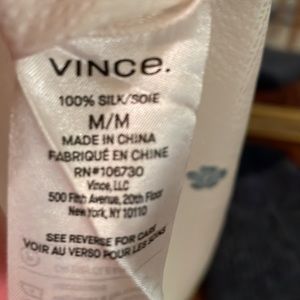 VINCE.
100% SILK/SOIE
M/M
MADE IN CHINA
FABRIQUÉ EN CHINE
RN#106730
Vince, LLC
500 Fifth Avenue, 20th Floor
New York, NY 10110
SEE REVERSE FOR CARE
VOIR AU VERSO POUR LES SOINS